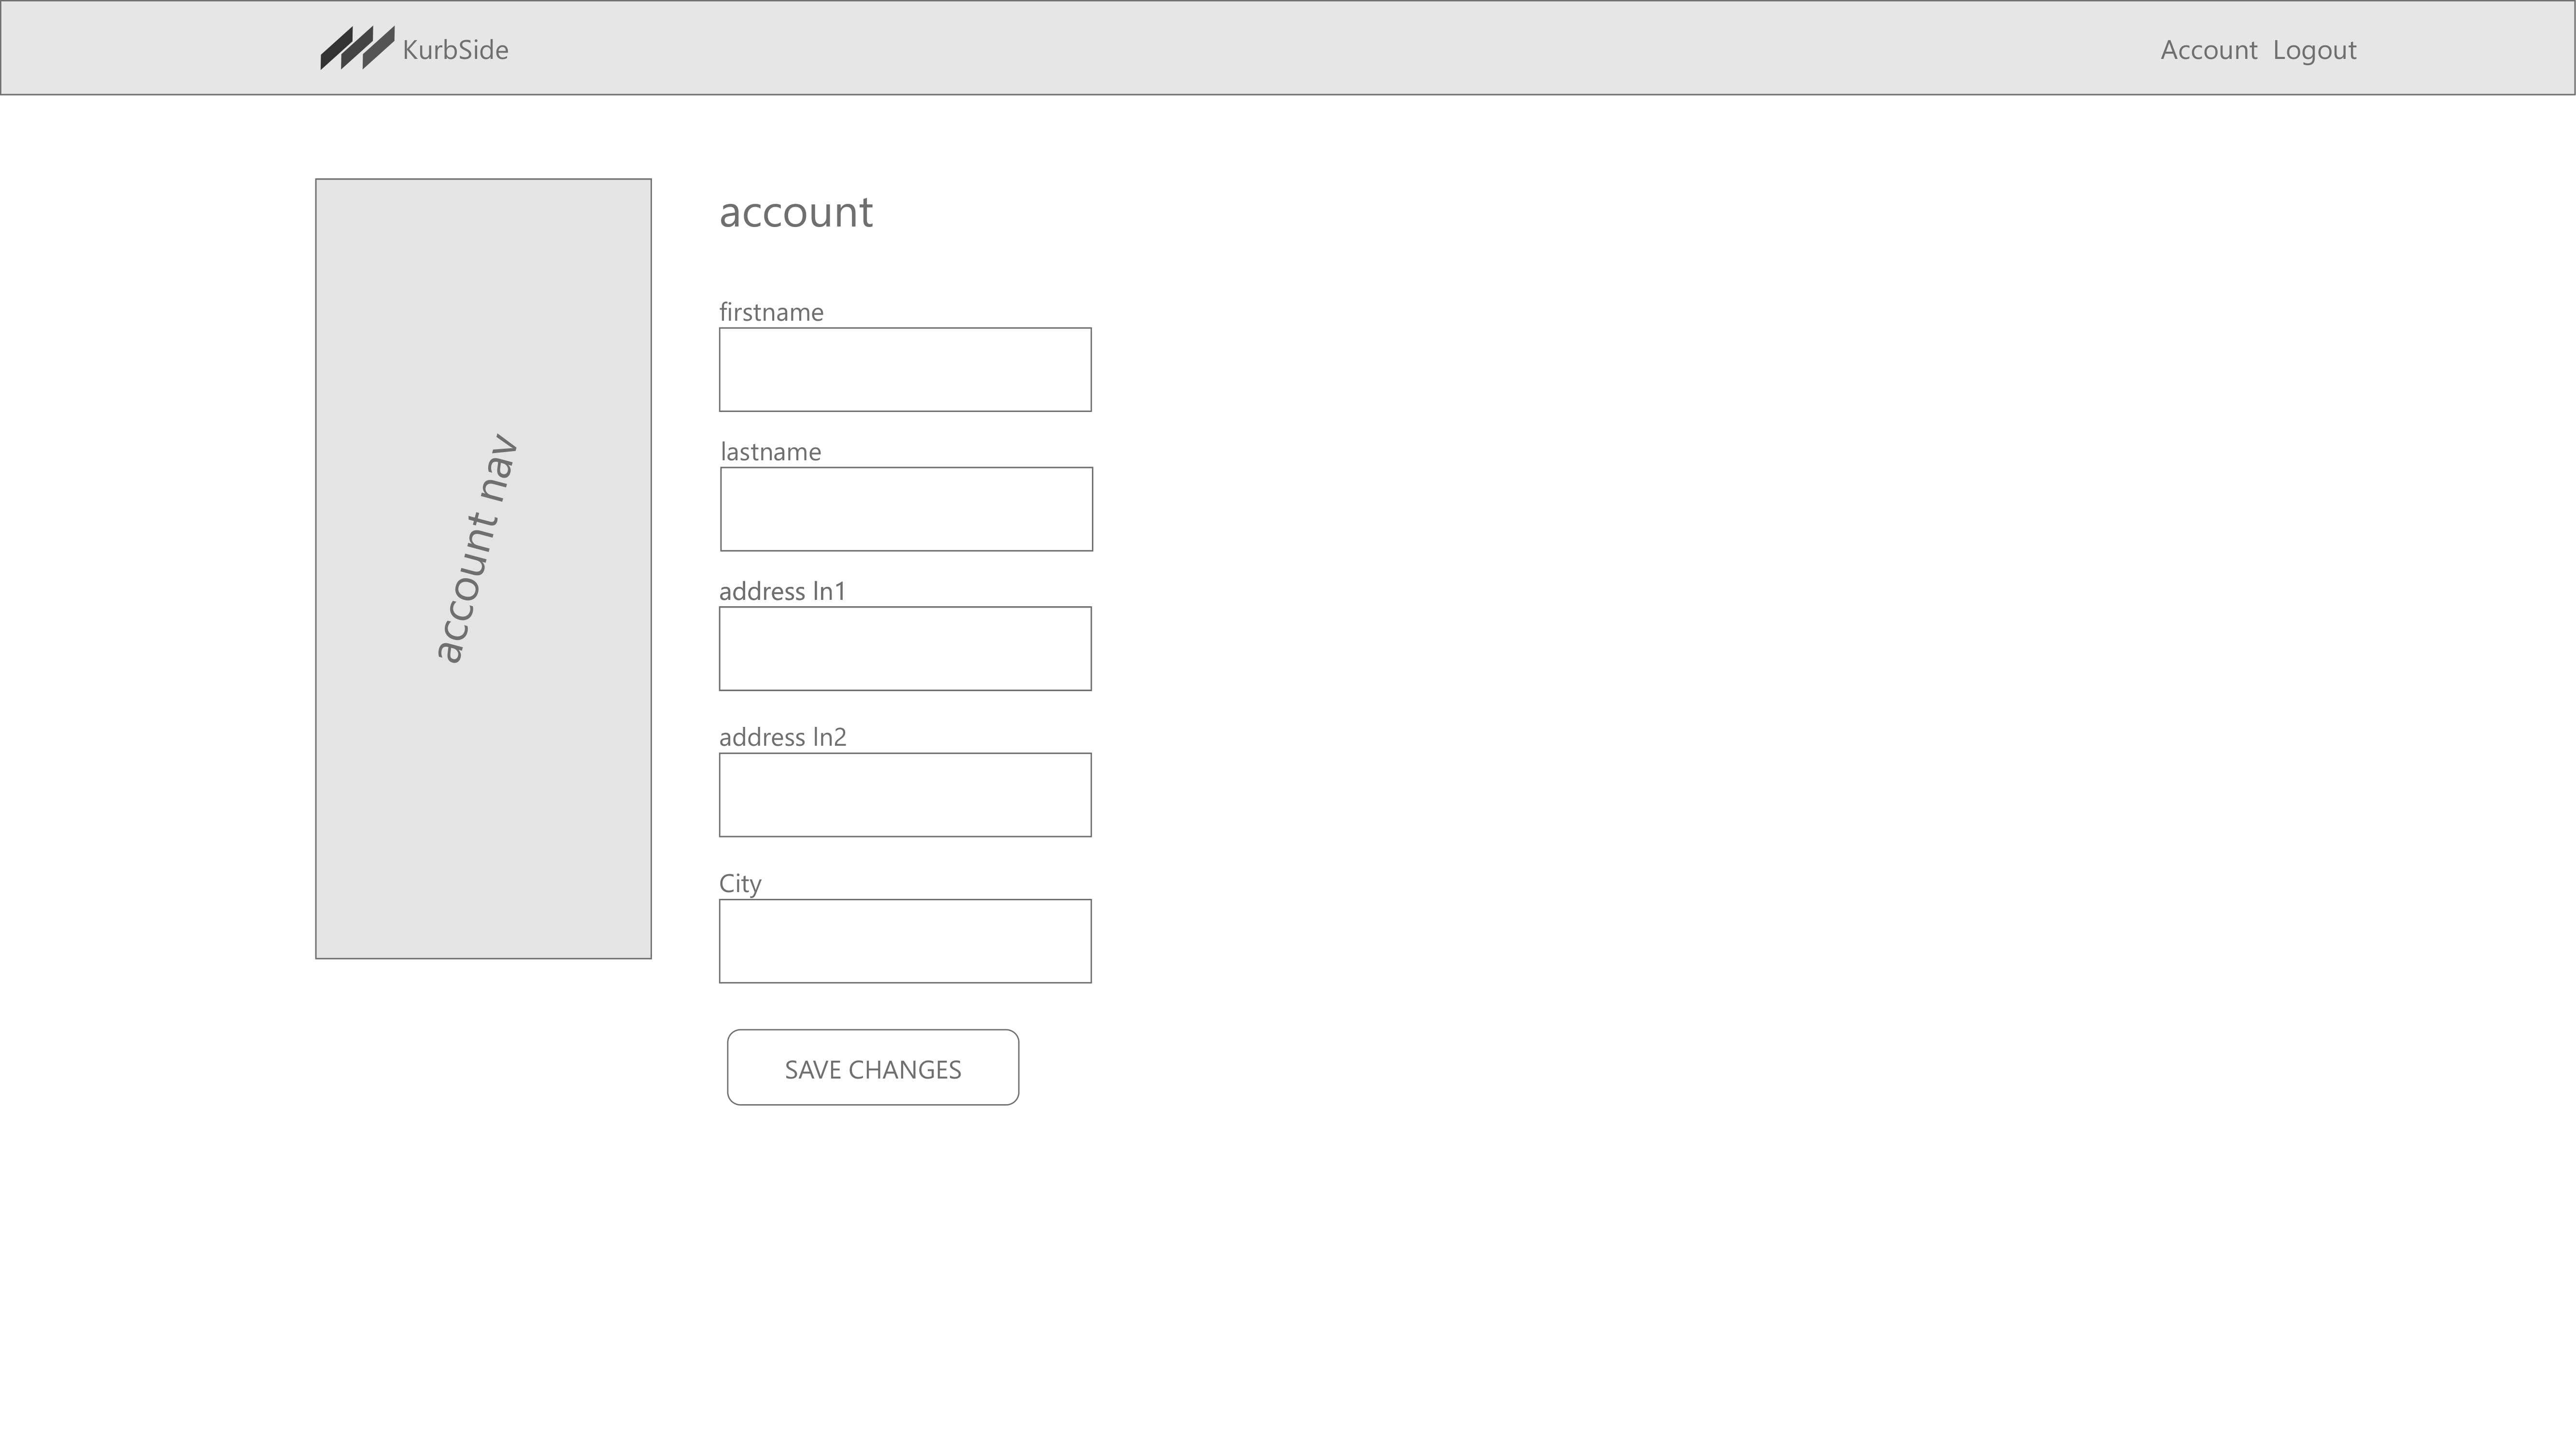 KurbSide
Account Logout
account nav
account
firstname
lastname
address ln1
address ln2
City
SAVE CHANGES